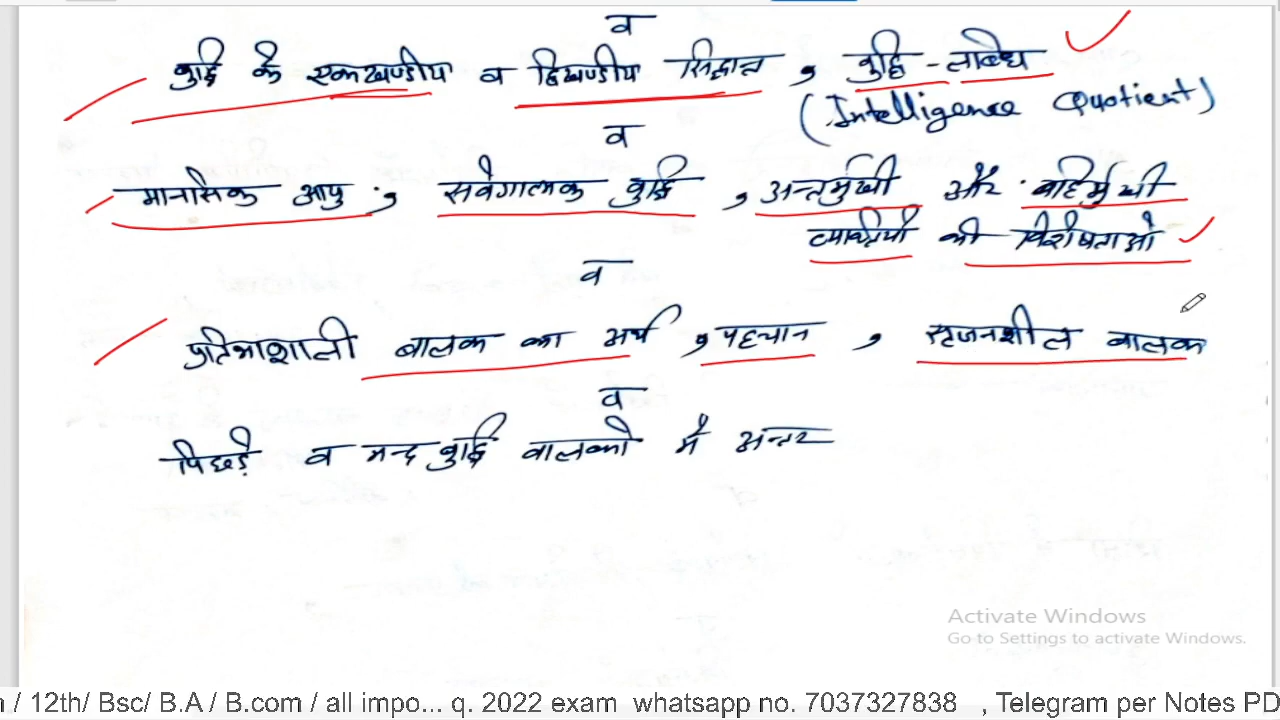 व
बुद्धि के एकखण्डीय व द्विखण्डीय सिद्धान्त , बुद्धि - लब्धि
(Intelligence Quotient)
व
मानसिक आयु , संवेगात्मक बुद्धि , अन्तर्मुखी और बहिर्मुखी
व्यक्तियों की विशेषताओं
व
प्रतिभाशाली बालक का अर्थ , पहचान , सृजनशील बालक
व
पिछड़े व मन्द बुद्धि बालको में अन्तर
Activate Windows
Go to Settings to activate Windows.
/ 12th/ Bsc/ B.A / B.com / all impo... q. 2022 exam whatsapp no. 7037327838 , Telegram per Notes PD